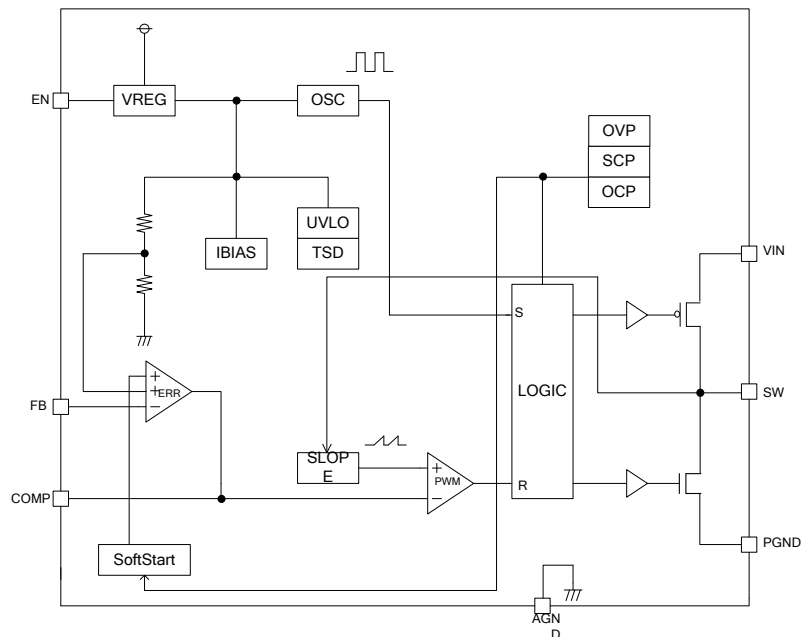 EN
VREG
OSC
OVP
SCP
OCP
UVLO
TSD
IBIAS
VIN
S
LOGIC
SW
+
+
ERR
−
FB
SLOP
E
+
PWM
−
R
COMP
SoftStart
PGND
AGN
D